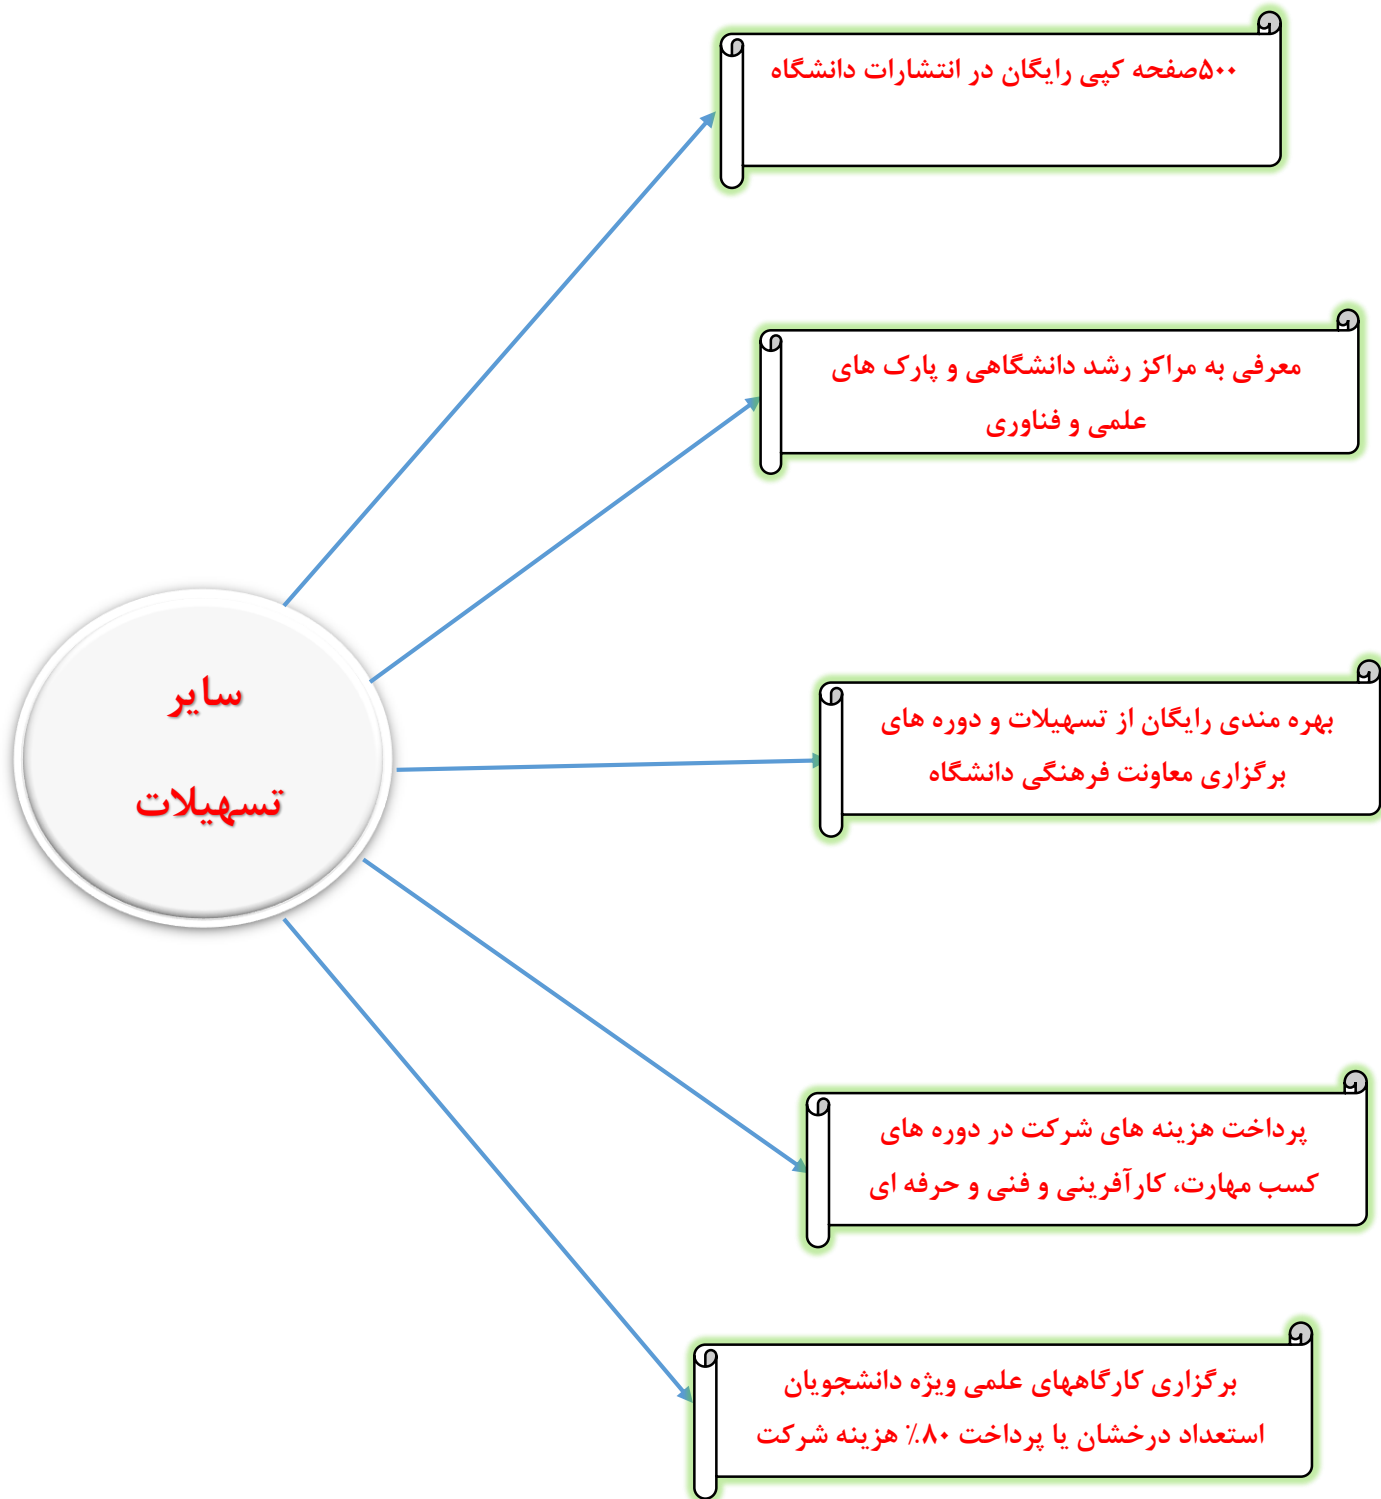 ۵۰۰صفحه کپی رایگان در انتشارات دانشگاه
معرفی به مراکز رشد دانشگاهی و پارک های
علمی و فناوری
سایر
تسهیلات
بهره مندی رایگان از تسهیلات و دوره های
برگزاری معاونت فرهنگی دانشگاه
پرداخت هزینه های شرکت در دوره های
کسب مهارت، کارآفرینی و فنی و حرفه ای
برگزاری کارگاههای علمی ویژه دانشجویان
استعداد درخشان یا پرداخت ۸۰٪ هزینه شرکت